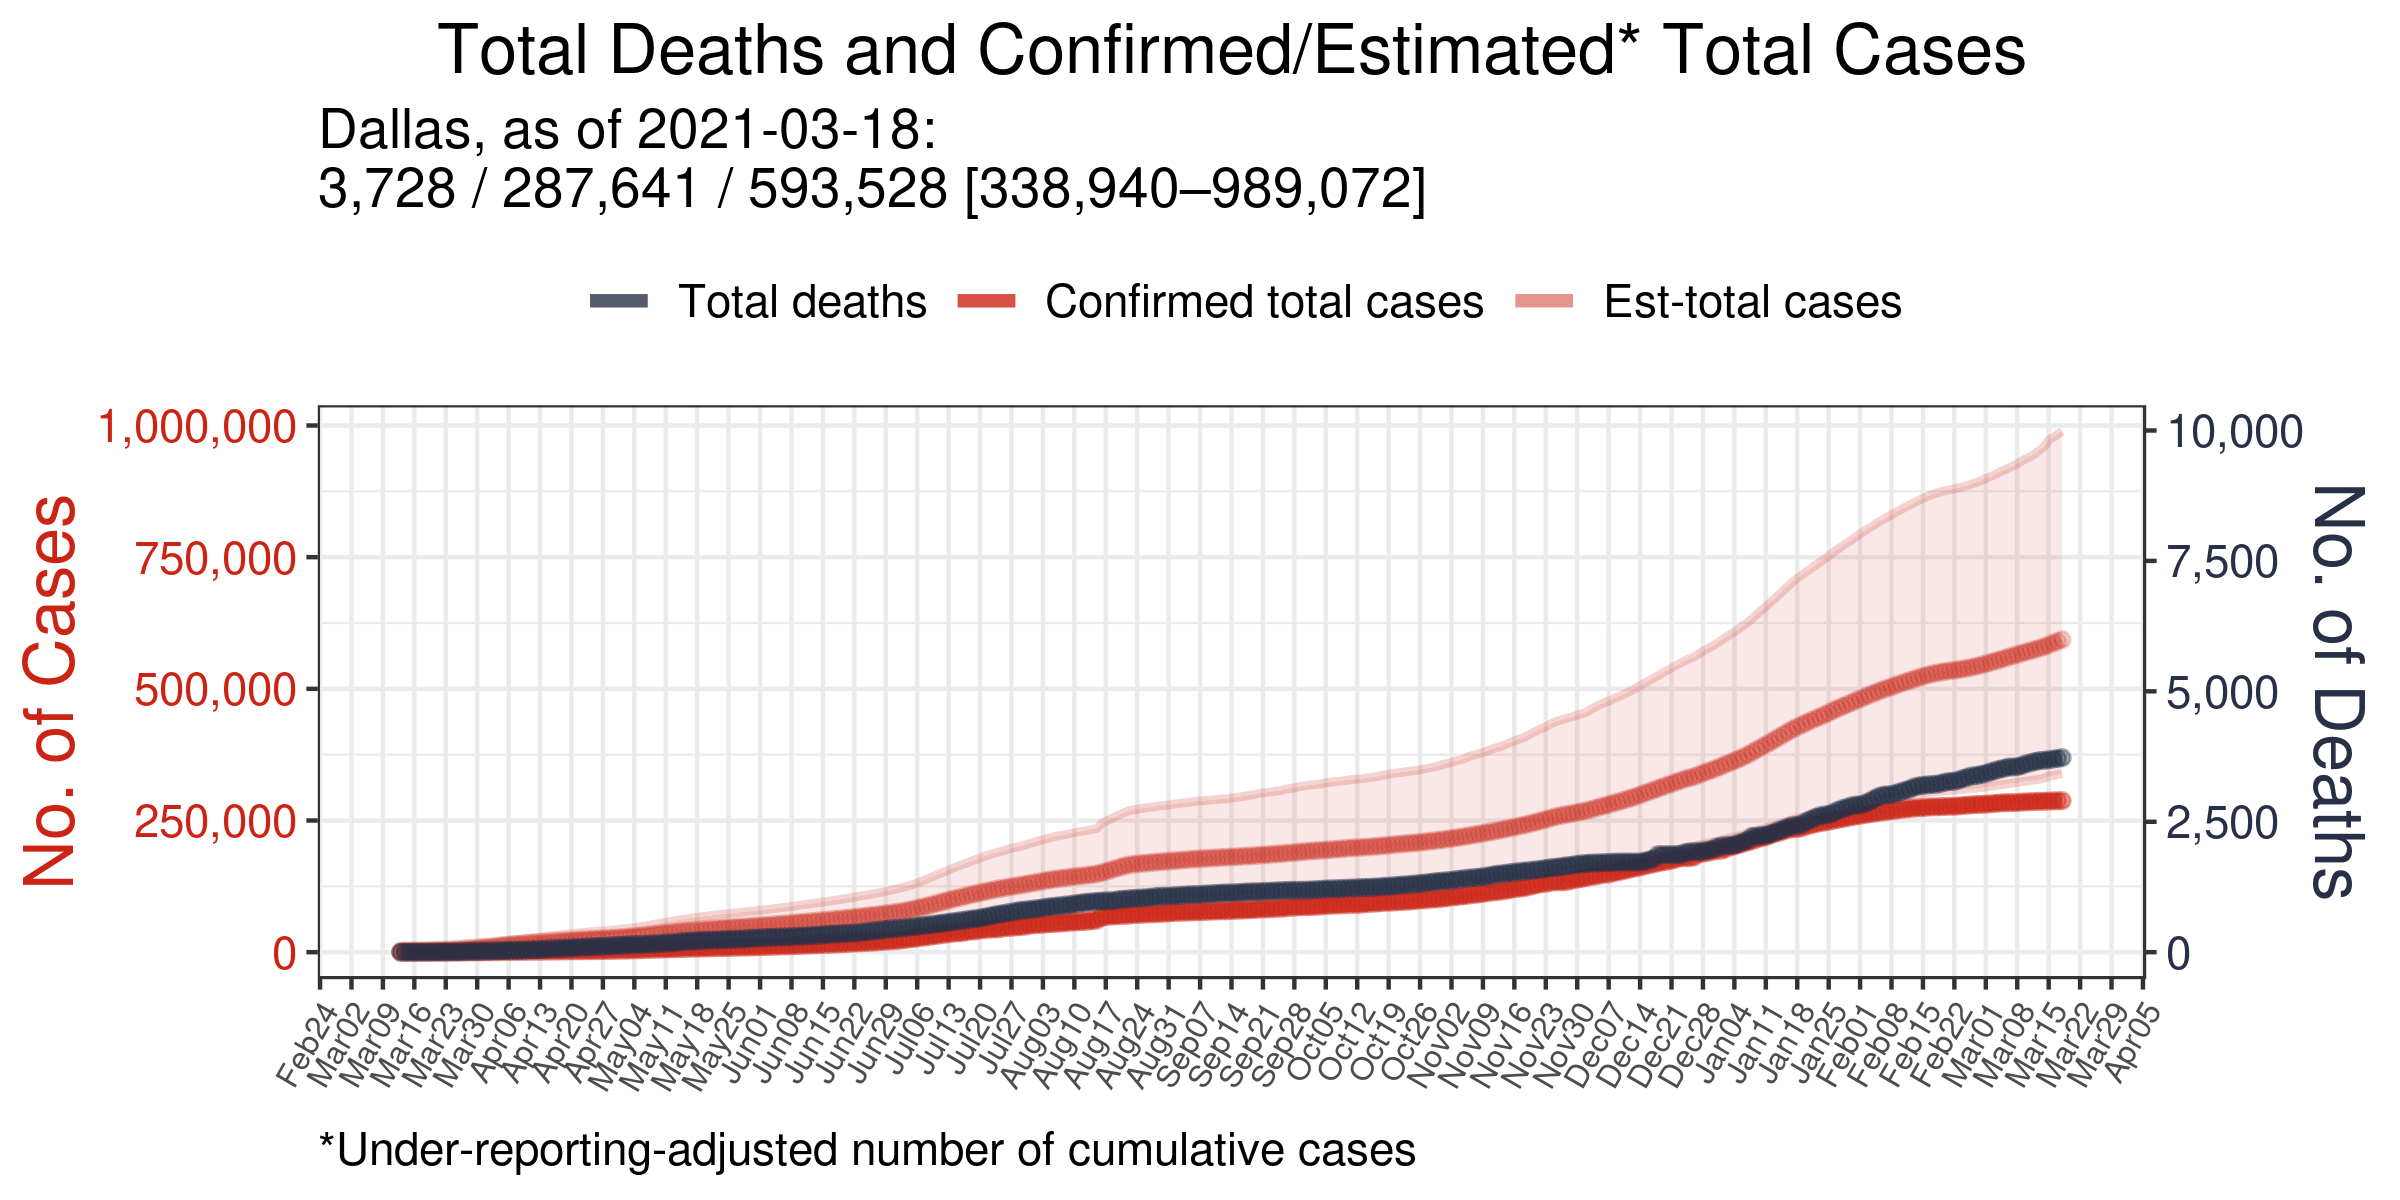 Total Deaths and Confirmed/Estimated* Total Cases
Dallas, as of 2021-03-18:
3,728 / 287,641 / 593,528 [338,940–989,072]
Total deaths Confirmed total cases Est-total cases
No. of Cases
1,000,000
750,000
500,000
250,000
0
10,000
7,500
5,000
2,500
0
No. of Deaths
Feb24 Mar02 Mar09 Mar16 Mar23 Mar30 Apr06 Apr13 Apr20 Apr27 May04 May11 May18 May25 Jun01 Jun08 Jun15 Jun22 Jun29 Jul06 Jul13 Jul20 Jul27 Aug03 Aug10 Aug17 Aug24 Aug31 Sep07 Sep14 Sep21 Sep28 Oct05 Oct12 Oct19 Oct26 Nov02 Nov09 Nov16 Nov23 Nov30 Dec07 Dec14 Dec21 Dec28 Jan04 Jan11 Jan18 Jan25 Feb01 Feb08 Feb15 Feb22 Mar01 Mar08 Mar15 Mar22 Mar29 Apr05
*Under-reporting-adjusted number of cumulative cases